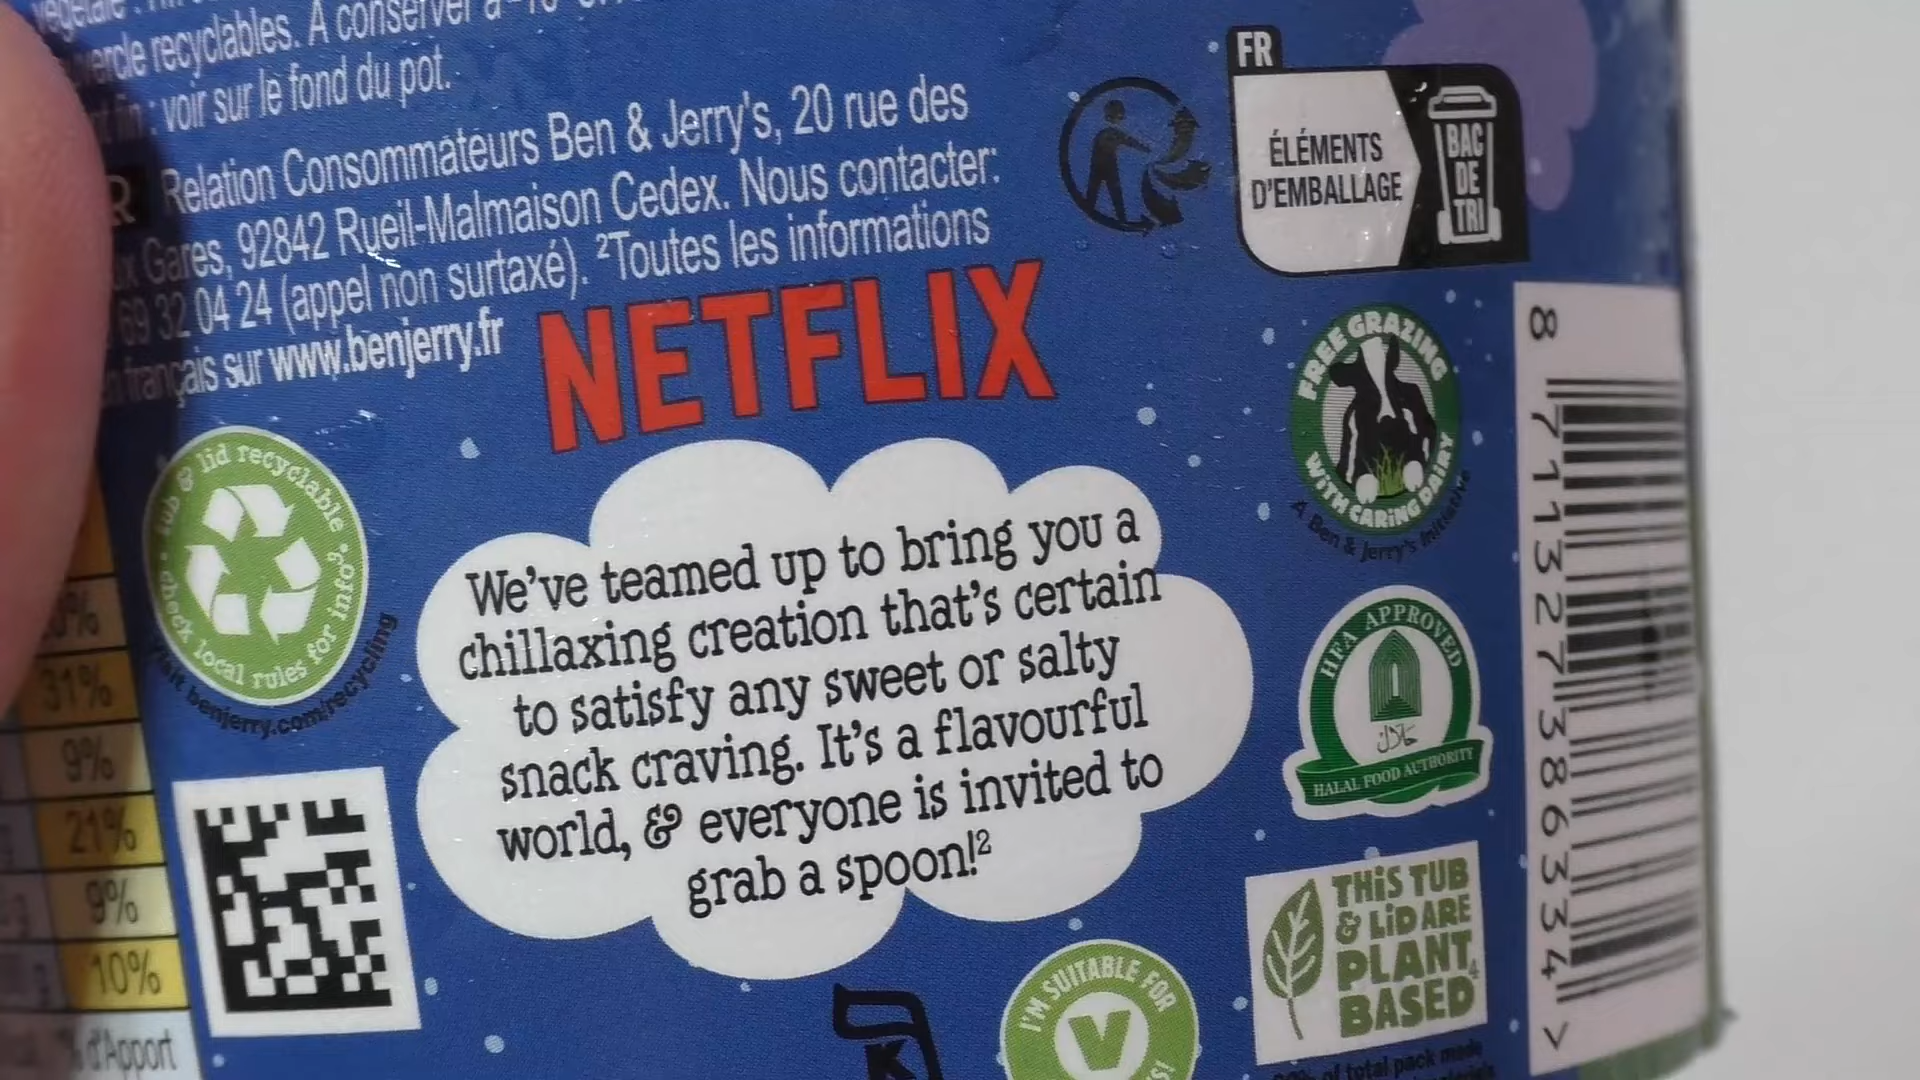 recyclables. À conserver à
: voir sur le fond du pot.
Relation Consommateurs Ben & Jerry's, 20 rue des
Gares, 92842 Rueil-Malmaison Cedex. Nous contacter:
69 32 04 24 (appel non surtaxé). ²Toutes les informations
français sur www.benjerry.fr
NETFLIX
FR
ÉLÉMENTS
D'EMBALLAGE
BAC
DE
TRI
FREE GRAZING
WITH CARING DAIRY
A Ben & Jerry's Initiative
tub & lid recyclable
check local rules for info?
visit benjerry.com/recycling
We've teamed up to bring you a
chillaxing creation that's certain
to satisfy any sweet or salty
snack craving. It's a flavourful
world, & everyone is invited to
grab a spoon!²
HFA APPROVED
حلال
HALAL FOOD AUTHORITY
THIS TUB
& LID ARE
PLANT4
BASED
of total pack made
I'M SUITABLE FOR
V
K
31%
9%
21%
9%
10%
d'Apport
8 711327 386334 >